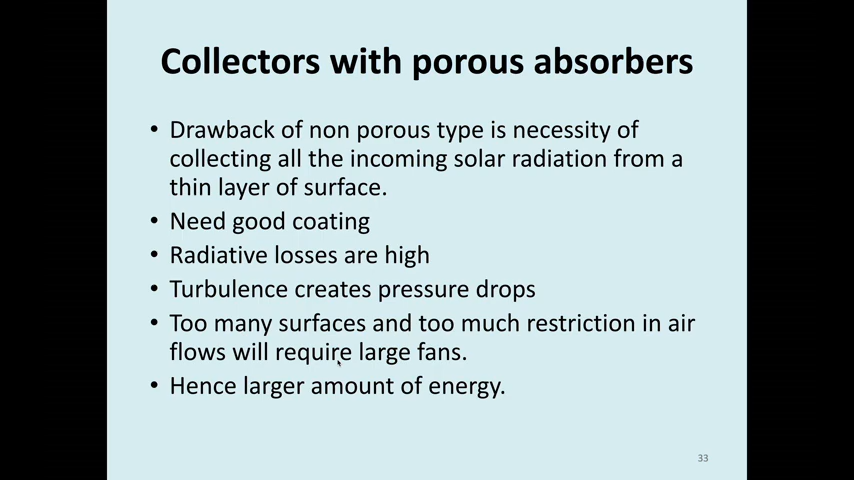 Collectors with porous absorbers
• Drawback of non porous type is necessity of
collecting all the incoming solar radiation from a
thin layer of surface.
• Need good coating
• Radiative losses are high
• Turbulence creates pressure drops
• Too many surfaces and too much restriction in air
flows will require large fans.
• Hence larger amount of energy.
33